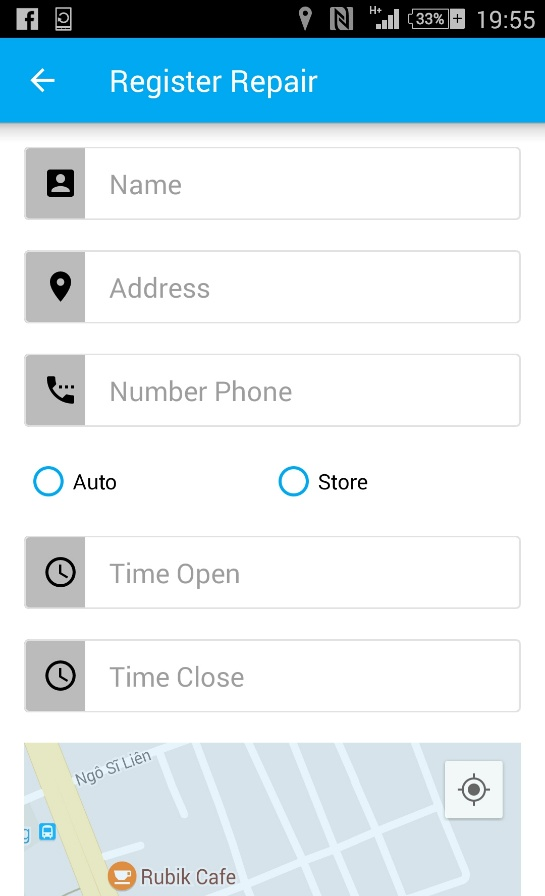 H+ 33% 19:55
Register Repair
Name
Address
Number Phone
Auto Store
Time Open
Time Close
Ngô Sĩ Liên
g
Rubik Cafe